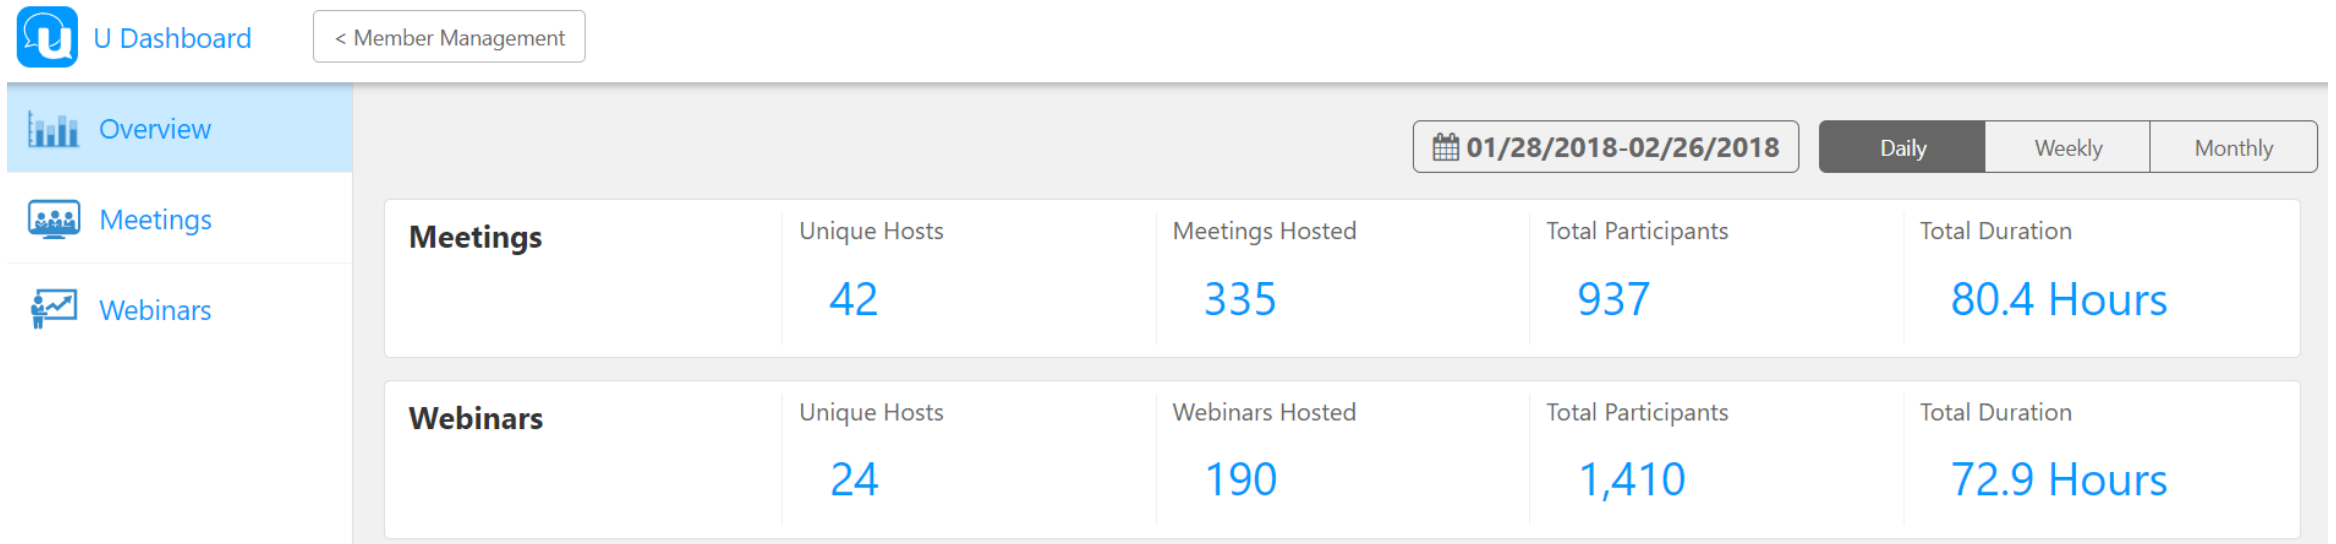 U Dashboard
< Member Management
Overview
Meetings
Webinars
01/28/2018-02/26/2018
Daily
Weekly
Monthly
Meetings
Unique Hosts
42
Meetings Hosted
335
Total Participants
937
Total Duration
80.4 Hours
Webinars
Unique Hosts
24
Webinars Hosted
190
Total Participants
1,410
Total Duration
72.9 Hours